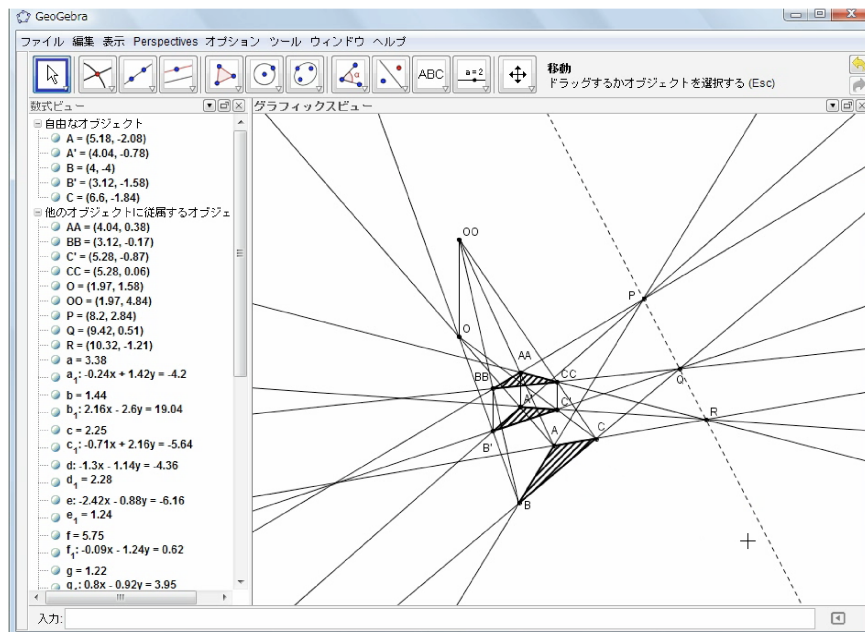 GeoGebra
ファイル 編集 表示 Perspectives オプション ツール ウィンドウ ヘルプ
ABC
a=2
移動
ドラッグするかオブジェクトを選択する (Esc)
数式ビュー
グラフィックスビュー
自由なオブジェクト
A = (5.18, -2.08)
A' = (4.04, -0.78)
B = (4, -4)
B' = (3.12, -1.58)
C = (6.6, -1.84)
他のオブジェクトに従属するオブジェ
AA = (4.04, 0.38)
BB = (3.12, -0.17)
C' = (5.28, -0.87)
CC = (5.28, 0.06)
O = (1.97, 1.58)
OO = (1.97, 4.84)
P = (8.2, 2.84)
Q = (9.42, 0.51)
R = (10.32, -1.21)
a = 3.38
a₁: -0.24x + 1.42y = -4.2
b = 1.44
b₁: 2.16x - 2.6y = 19.04
c = 2.25
c₁: -0.71x + 2.16y = -5.64
d: -1.3x - 1.14y = -4.36
d₁ = 2.28
e: -2.42x - 0.88y = -6.16
e₁ = 1.24
f = 5.75
f₁: -0.09x - 1.24y = 0.62
g = 1.22
g₁: 0.8x - 0.92y = 3.95
OO
P
O
AA
CC
Q
BB
A'
C'
R
A
C
B'
B
入力: